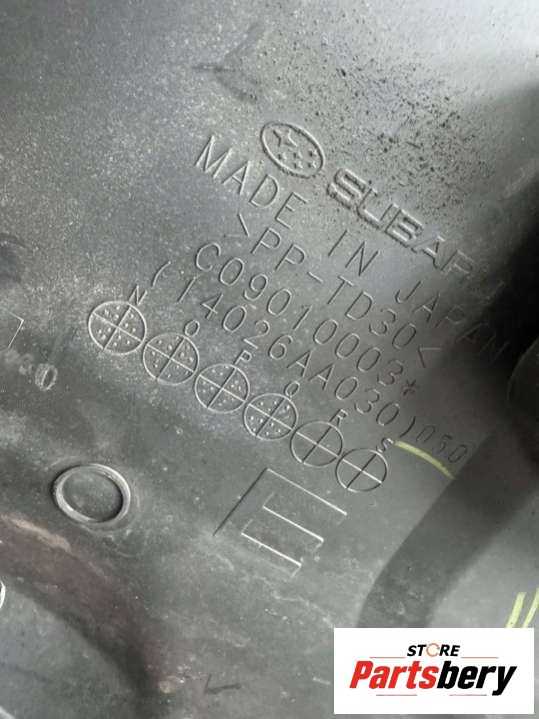 SUBARU
MADE IN JAPAN
>PP-TD30<
C09010003*
(14026AA030)050
N O P Q R S
E
STORE
Partsbery